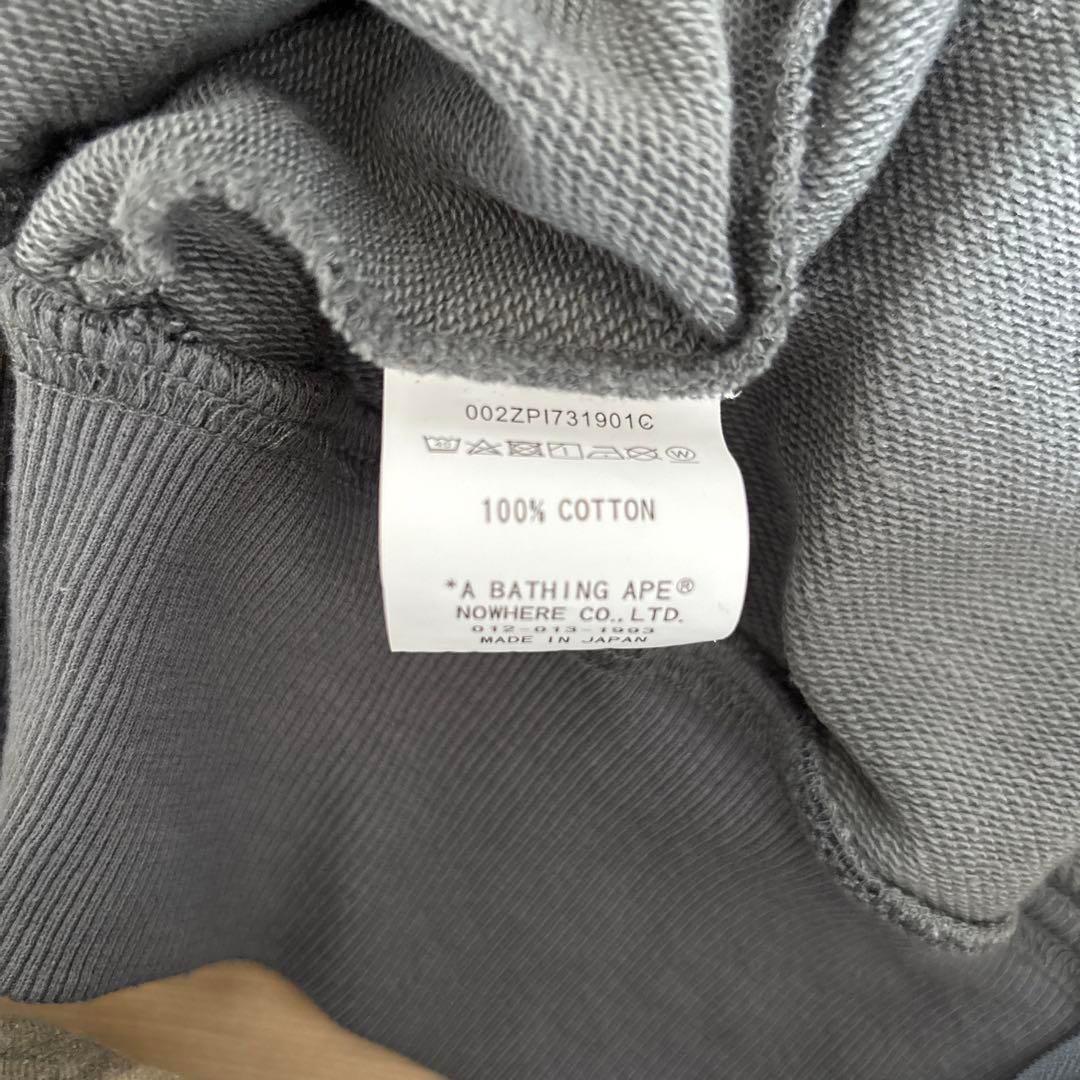 002ZPI731901C
100% COTTON
*A BATHING APE®
NOWHERE CO.,LTD.
012-013-1993
MADE IN JAPAN